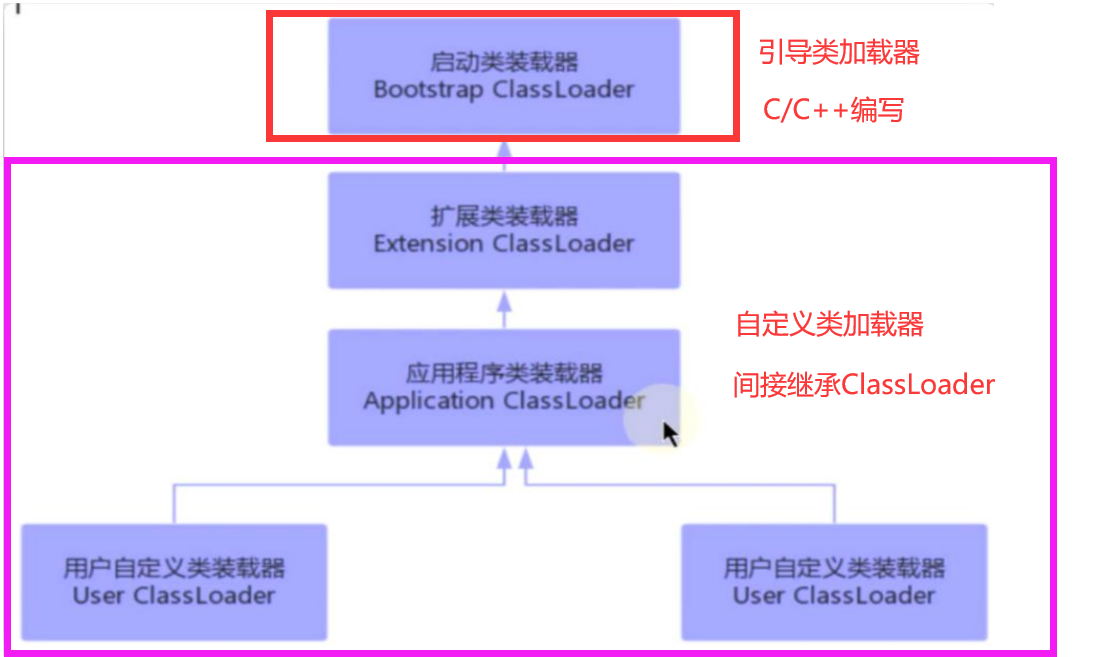 启动类装载器
Bootstrap ClassLoader
引导类加载器
C/C++编写
扩展类装载器
Extension ClassLoader
应用程序类装载器
Application ClassLoader
自定义类加载器
间接继承ClassLoader
用户自定义类装载器
User ClassLoader
用户自定义类装载器
User ClassLoader